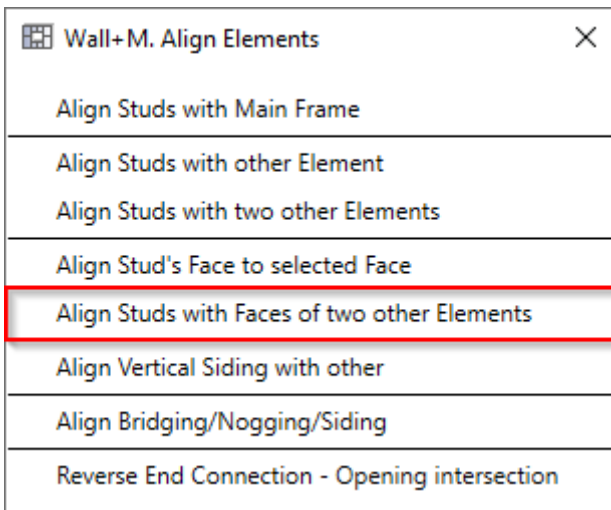 Wall+M. Align Elements
Align Studs with Main Frame
Align Studs with other Element
Align Studs with two other Elements
Align Stud's Face to selected Face
Align Studs with Faces of two other Elements
Align Vertical Siding with other
Align Bridging/Nogging/Siding
Reverse End Connection - Opening intersection